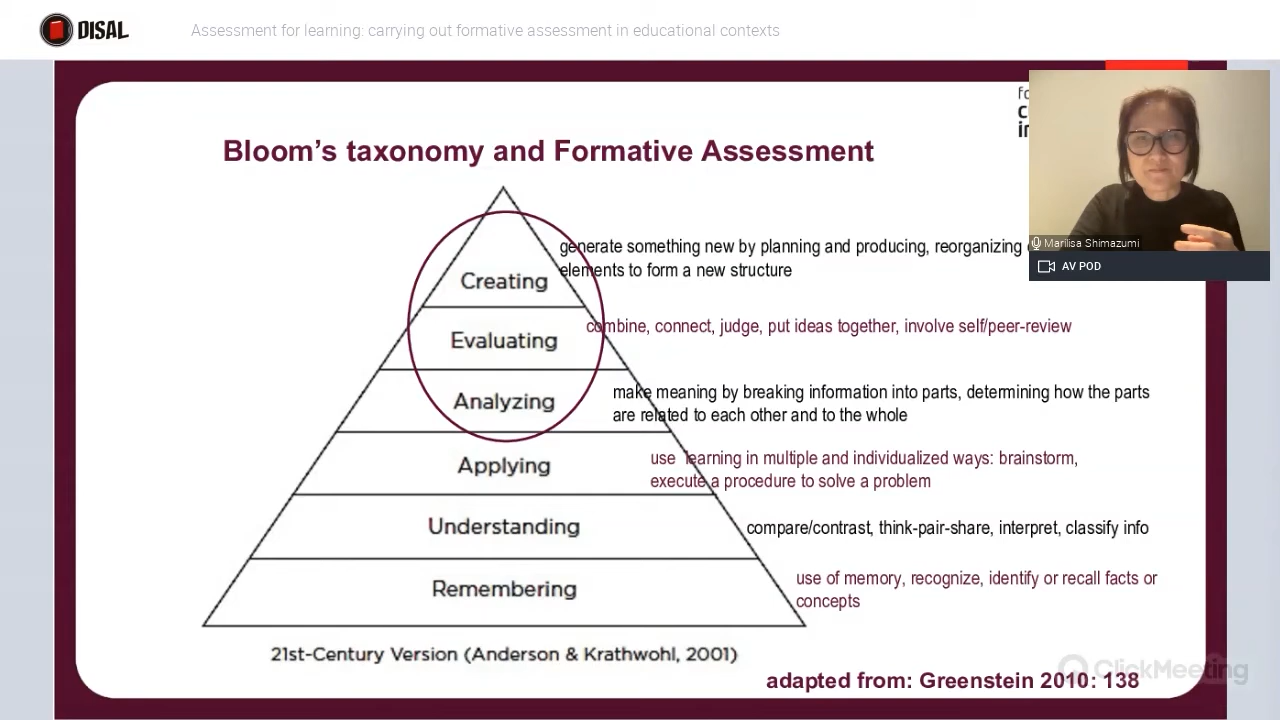 DISAL
Assessment for learning: carrying out formative assessment in educational contexts
Bloom's taxonomy and Formative Assessment
generate something new by planning and producing, reorganizing
elements to form a new structure
Creating
combine, connect, judge, put ideas together, involve self/peer-review
Evaluating
make meaning by breaking information into parts, determining how the parts
are related to each other and to the whole
Analyzing
use learning in multiple and individualized ways: brainstorm,
execute a procedure to solve a problem
Applying
compare/contrast, think-pair-share, interpret, classify info
Understanding
use of memory, recognize, identify or recall facts or
concepts
Remembering
21st-Century Version (Anderson & Krathwohl, 2001)
adapted from: Greenstein 2010: 138
Marilisa Shimazumi
AV POD
ClickMeeting